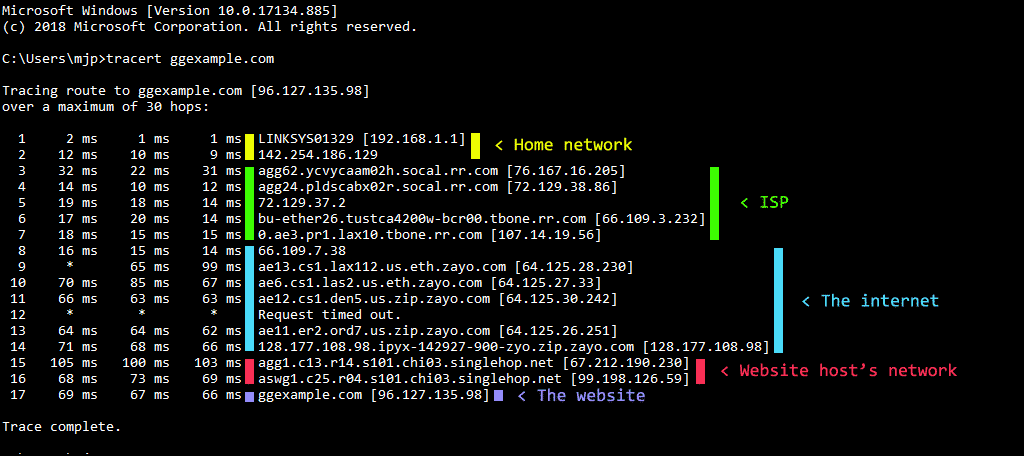 Microsoft Windows [Version 10.0.17134.885]
(c) 2018 Microsoft Corporation. All rights reserved.
C:\Users\mjp>tracert ggexample.com
Tracing route to ggexample.com [96.127.135.98]
over a maximum of 30 hops:
1 2 ms 1 ms 1 ms LINKSYS01329 [192.168.1.1] < Home network
2 12 ms 10 ms 9 ms 142.254.186.129
3 32 ms 22 ms 31 ms agg62.ycvycaam02h.socal.rr.com [76.167.16.205]
4 14 ms 10 ms 12 ms agg24.pldscabx02r.socal.rr.com [72.129.38.86]
5 19 ms 18 ms 14 ms 72.129.37.2 < ISP
6 17 ms 20 ms 14 ms bu-ether26.tustca4200w-bcr00.tbone.rr.com [66.109.3.232]
7 18 ms 15 ms 15 ms 0.ae3.pr1.lax10.tbone.rr.com [107.14.19.56]
8 16 ms 15 ms 14 ms 66.109.7.38
9 * 65 ms 99 ms ae13.cs1.lax112.us.eth.zayo.com [64.125.28.230]
10 70 ms 85 ms 67 ms ae6.cs1.las2.us.eth.zayo.com [64.125.27.33]
11 66 ms 63 ms 63 ms ae12.cs1.den5.us.zip.zayo.com [64.125.30.242] < The internet
12 * * * Request timed out.
13 64 ms 64 ms 62 ms ae11.er2.ord7.us.zip.zayo.com [64.125.26.251]
14 71 ms 68 ms 66 ms 128.177.108.98.ipyx-142927-900-zyo.zip.zayo.com [128.177.108.98]
15 105 ms 100 ms 103 ms agg1.c13.r14.s101.chi03.singlehop.net [67.212.190.230] < Website host's network
16 68 ms 73 ms 69 ms aswg1.c25.r04.s101.chi03.singlehop.net [99.198.126.59]
17 69 ms 67 ms 66 ms ggexample.com [96.127.135.98] < The website
Trace complete.